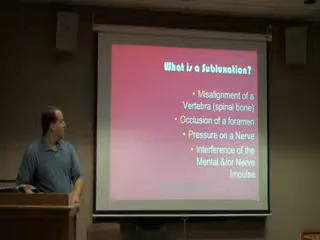 What is a Subluxation?
• Misalignment of a
Vertebra (spinal bone)
• Occlusion of a foramen
• Pressure on a Nerve
• Interference of the
Mental &/or Nerve
Impulse